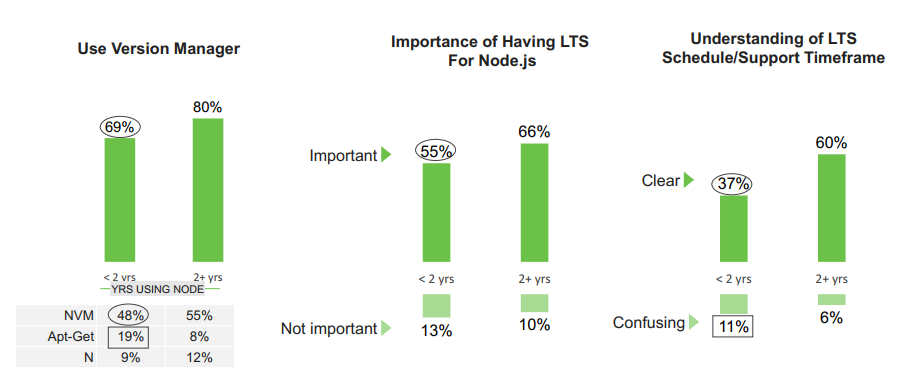 Use Version Manager
69%
80%
< 2 yrs
2+ yrs
YRS USING NODE
NVM 48% 55%
Apt-Get 19% 8%
N 9% 12%
Importance of Having LTS
For Node.js
Important
55%
66%
< 2 yrs
2+ yrs
Not important
13%
10%
Understanding of LTS
Schedule/Support Timeframe
Clear
37%
60%
< 2 yrs
2+ yrs
Confusing
11%
6%